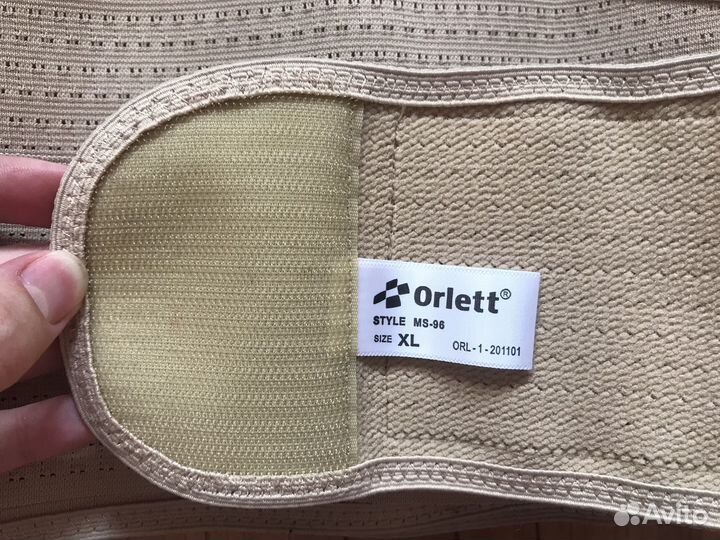 Orlett®
STYLE MS-96
SIZE XL ORL-1-201101
Avito